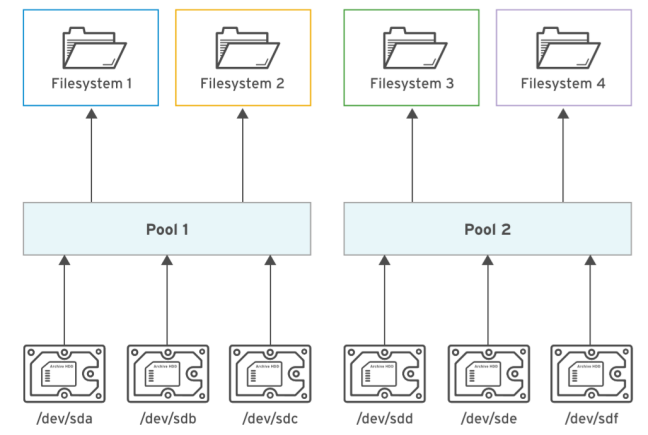 Filesystem 1
Filesystem 2
Filesystem 3
Filesystem 4
Pool 1
Pool 2
Archive HDD
Archive HDD
Archive HDD
Archive HDD
Archive HDD
Archive HDD
/dev/sda
/dev/sdb
/dev/sdc
/dev/sdd
/dev/sde
/dev/sdf